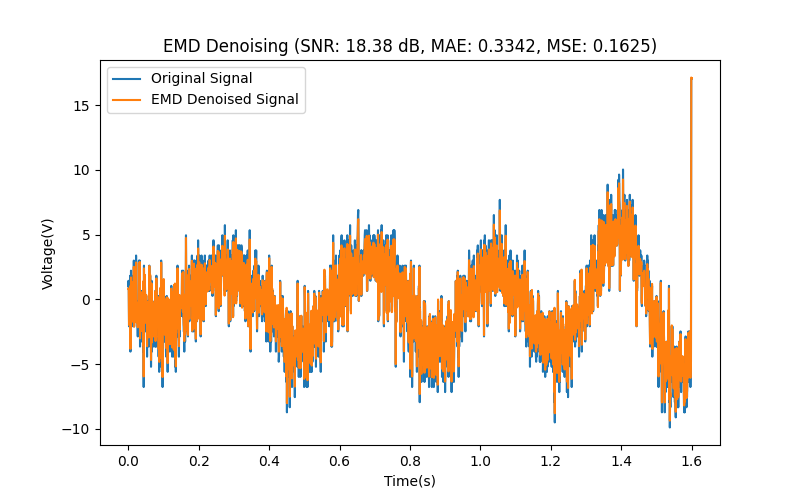 EMD Denoising (SNR: 18.38 dB, MAE: 0.3342, MSE: 0.1625)
Original Signal
EMD Denoised Signal
Voltage(V)
15
10
5
0
−5
−10
0.0 0.2 0.4 0.6 0.8 1.0 1.2 1.4 1.6
Time(s)